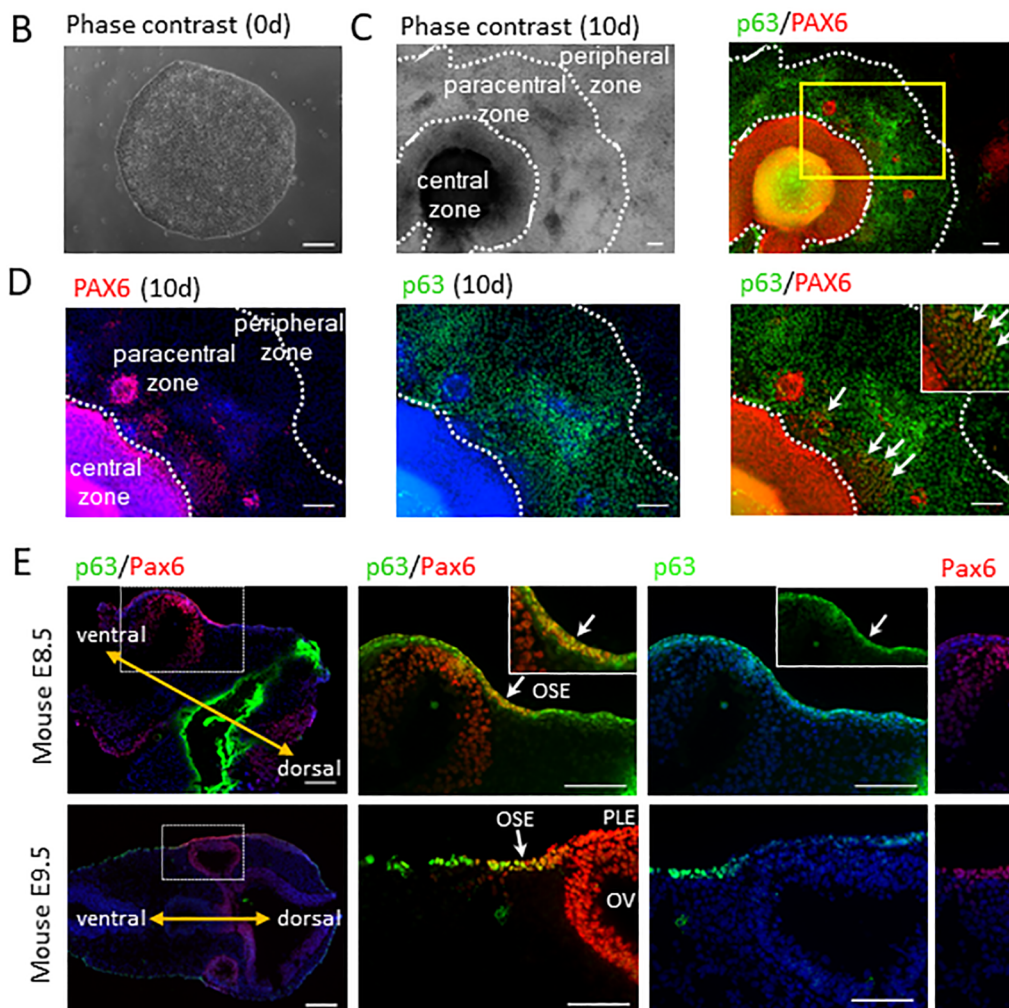 B
Phase contrast (0d)
C
Phase contrast (10d)
peripheral
zone
paracentral
zone
central
zone
p63/PAX6
D
PAX6 (10d)
peripheral
zone
paracentral
zone
central
zone
p63 (10d)
p63/PAX6
E
p63/Pax6
p63/Pax6
p63
Pax6
Mouse E8.5
ventral
dorsal
OSE
Mouse E9.5
ventral
dorsal
OSE
PLE
OV